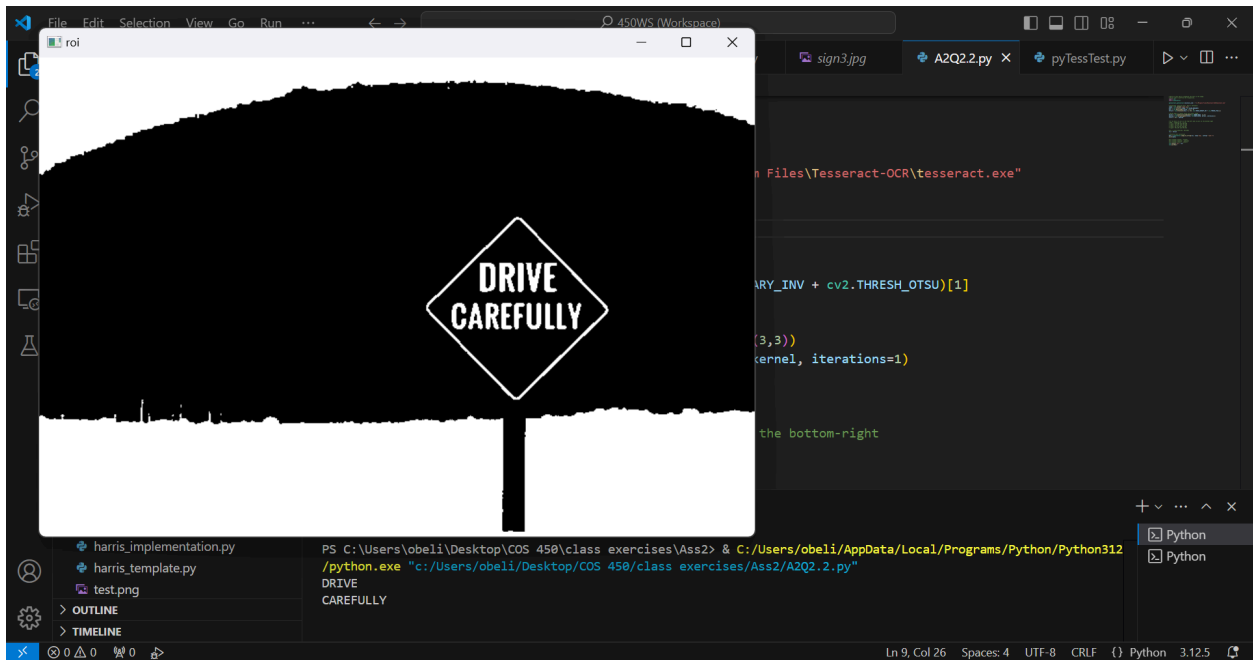 File Edit Selection View Go Run ··· 450WS (Workspace)
roi
sign3.jpg A2Q2.2.py pyTessTest.py
Files\Tesseract-OCR\tesseract.exe"
DRIVE
CAREFULLY
ARY_INV + cv2.THRESH_OTSU)[1]
(3,3))
kernel, iterations=1)
the bottom-right
harris_implementation.py
harris_template.py
test.png
OUTLINE
TIMELINE
PS C:\Users\obeli\Desktop\COS 450\class exercises\Ass2> & C:/Users/obeli/AppData/Local/Programs/Python/Python312
/python.exe "c:/Users/obeli/Desktop/COS 450/class exercises/Ass2/A2Q2.2.py"
DRIVE
CAREFULLY
Python
Python
0 0 0 Ln 9, Col 26 Spaces: 4 UTF-8 CRLF {} Python 3.12.5